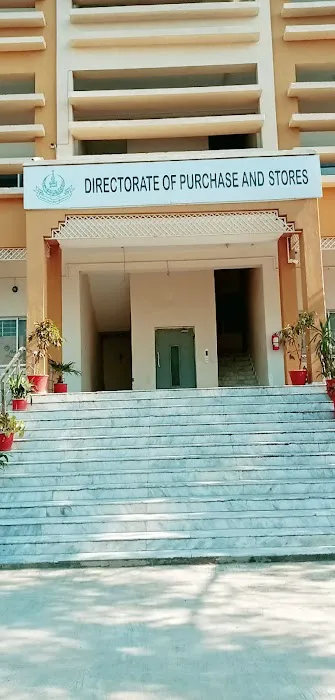 DIRECTORATE OF PURCHASE AND STORES